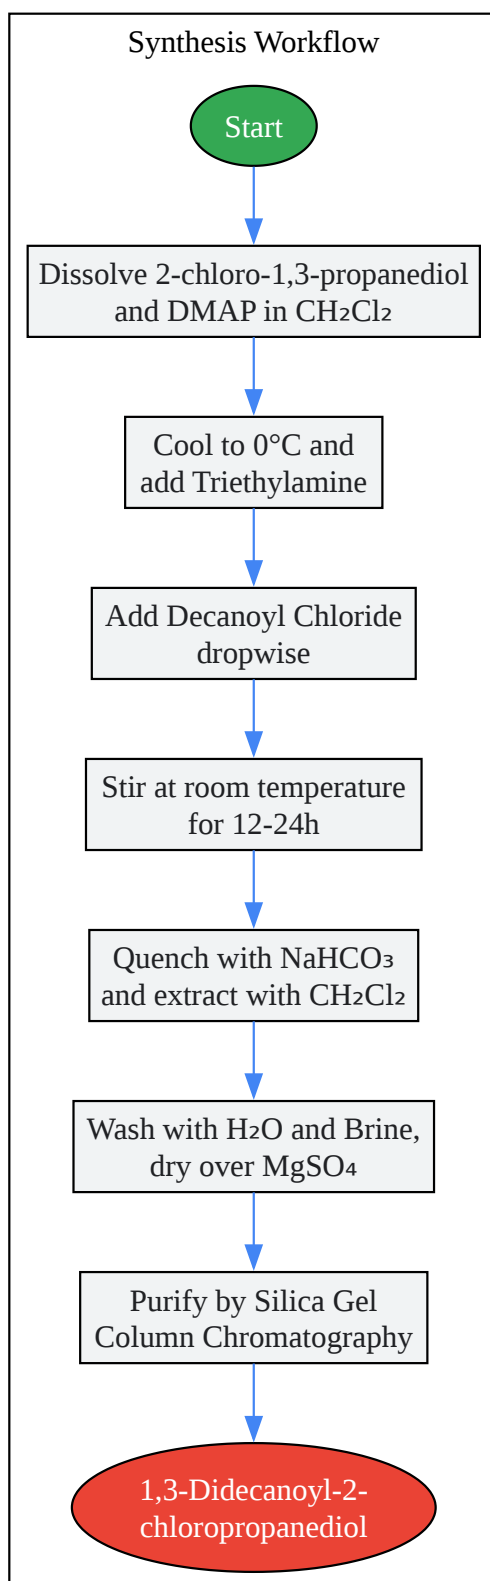 Synthesis Workflow
Start
Dissolve 2-chloro-1,3-propanediol
and DMAP in CH₂Cl₂
Cool to 0°C and
add Triethylamine
Add Decanoyl Chloride
dropwise
Stir at room temperature
for 12-24h
Quench with NaHCO₃
and extract with CH₂Cl₂
Wash with H₂O and Brine,
dry over MgSO₄
Purify by Silica Gel
Column Chromatography
1,3-Didecanoyl-2-
chloropropanediol